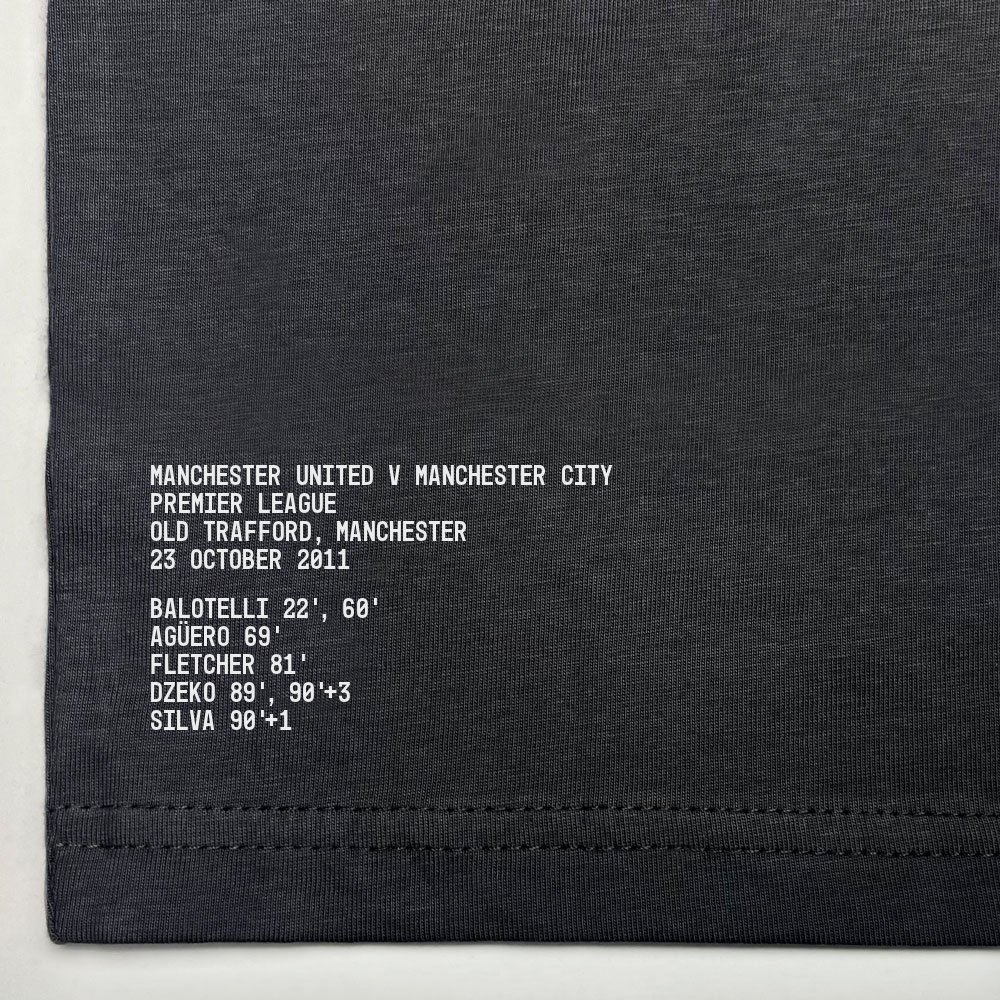 MANCHESTER UNITED V MANCHESTER CITY
PREMIER LEAGUE
OLD TRAFFORD, MANCHESTER
23 OCTOBER 2011
BALOTELLI 22', 60'
AGÜERO 69'
FLETCHER 81'
DZEKO 89', 90'+3
SILVA 90'+1